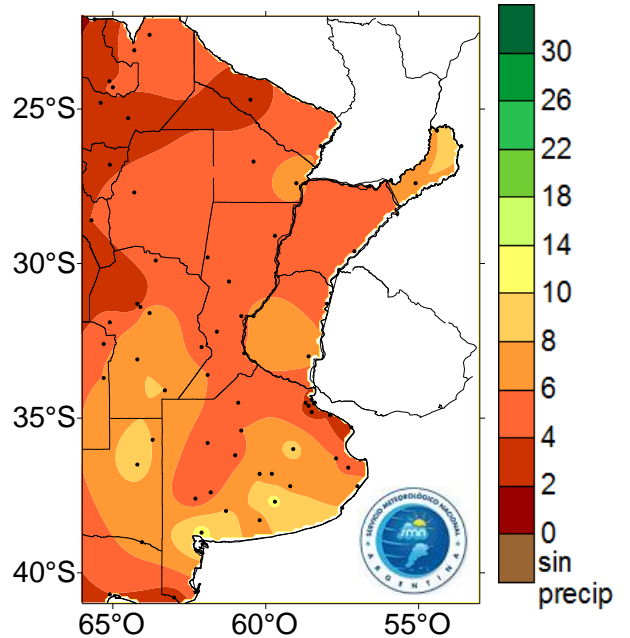 25°S
30°S
35°S
40°S
65°O
60°O
55°O
30
26
22
18
14
10
8
6
4
2
0
sin
precip
SERVICIO METEOROLÓGICO NACIONAL
smn
ARGENTINA